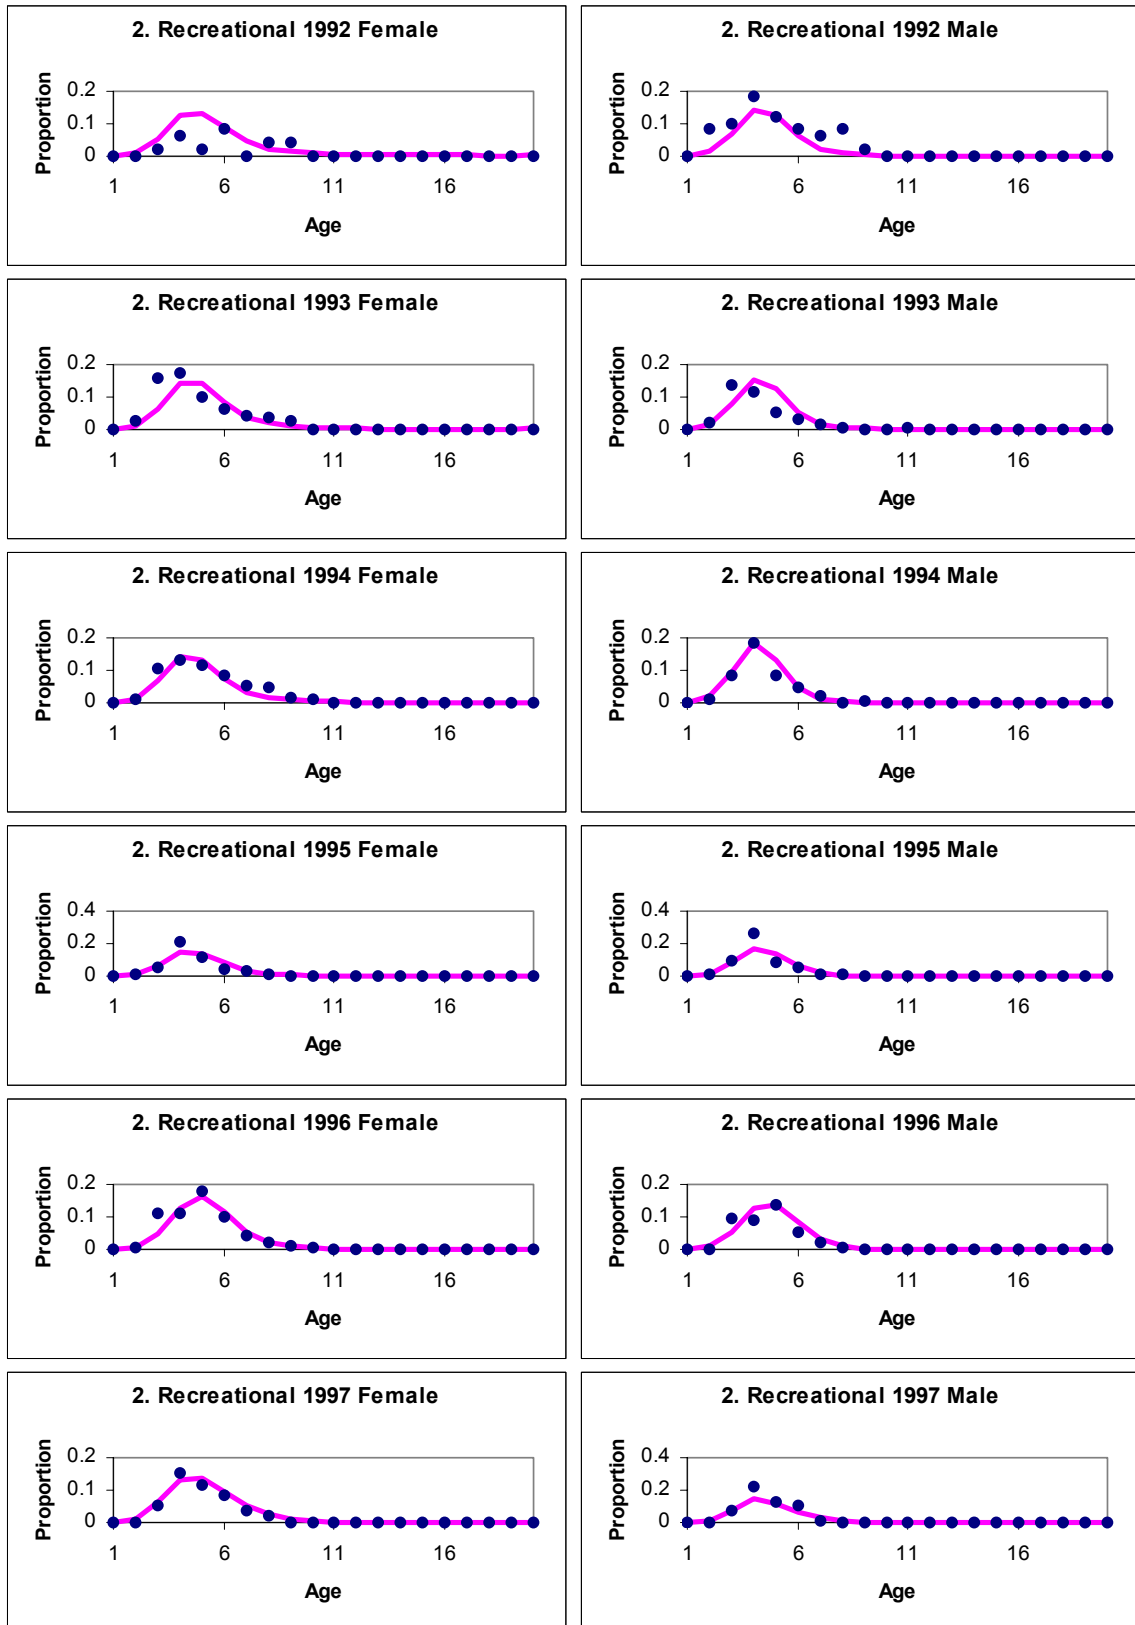 2. Recreational 1992 Female
Proportion
0.2
0.1
0
1 6 11 16
Age
2. Recreational 1992 Male
Proportion
0.2
0.1
0
1 6 11 16
Age
2. Recreational 1993 Female
Proportion
0.2
0.1
0
1 6 11 16
Age
2. Recreational 1993 Male
Proportion
0.2
0.1
0
1 6 11 16
Age
2. Recreational 1994 Female
Proportion
0.2
0.1
0
1 6 11 16
Age
2. Recreational 1994 Male
Proportion
0.2
0.1
0
1 6 11 16
Age
2. Recreational 1995 Female
Proportion
0.4
0.2
0
1 6 11 16
Age
2. Recreational 1995 Male
Proportion
0.4
0.2
0
1 6 11 16
Age
2. Recreational 1996 Female
Proportion
0.2
0.1
0
1 6 11 16
Age
2. Recreational 1996 Male
Proportion
0.2
0.1
0
1 6 11 16
Age
2. Recreational 1997 Female
Proportion
0.2
0.1
0
1 6 11 16
Age
2. Recreational 1997 Male
Proportion
0.4
0.2
0
1 6 11 16
Age